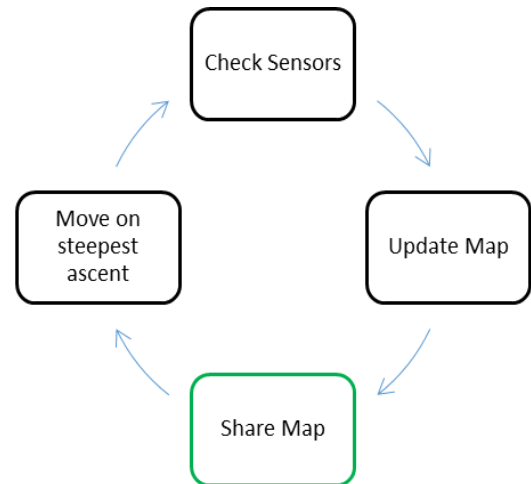 Check Sensors
Update Map
Share Map
Move on
steepest
ascent